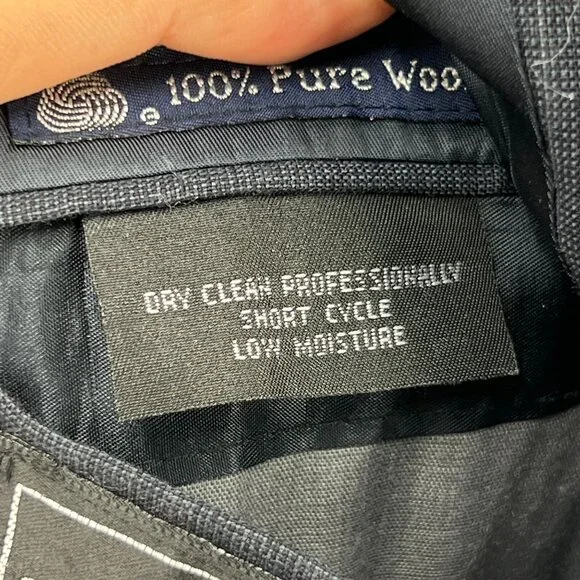 100% Pure Woo
DRY CLEAN PROFESSIONALLY
SHORT CYCLE
LOW MOISTURE